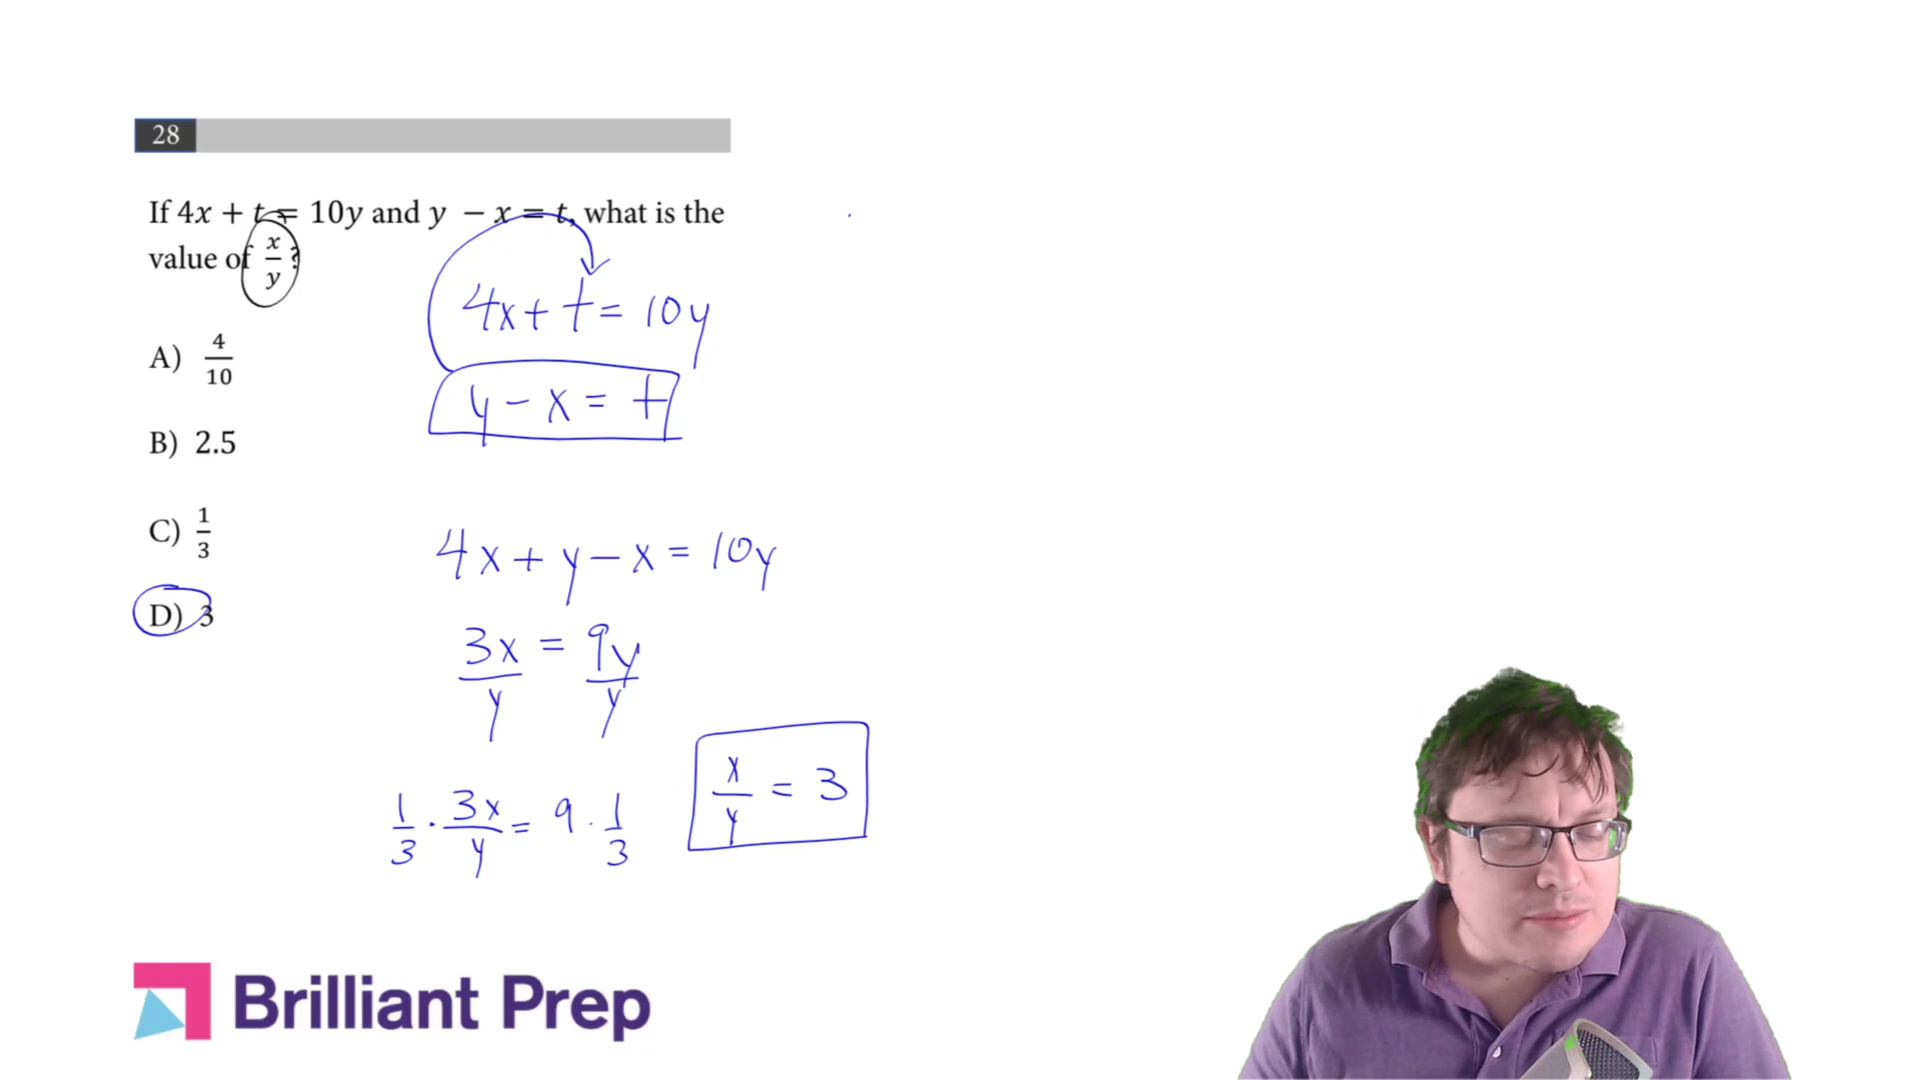 28
If 4x + t = 10y and y − x = t, what is the
value of x/y?
A) 4/10
B) 2.5
C) 1/3
D) 3
4x + t = 10y
y − x = t
4x + y − x = 10y
3x/y = 9y/y
1/3 · 3x/y = 9 · 1/3
x/y = 3
Brilliant Prep